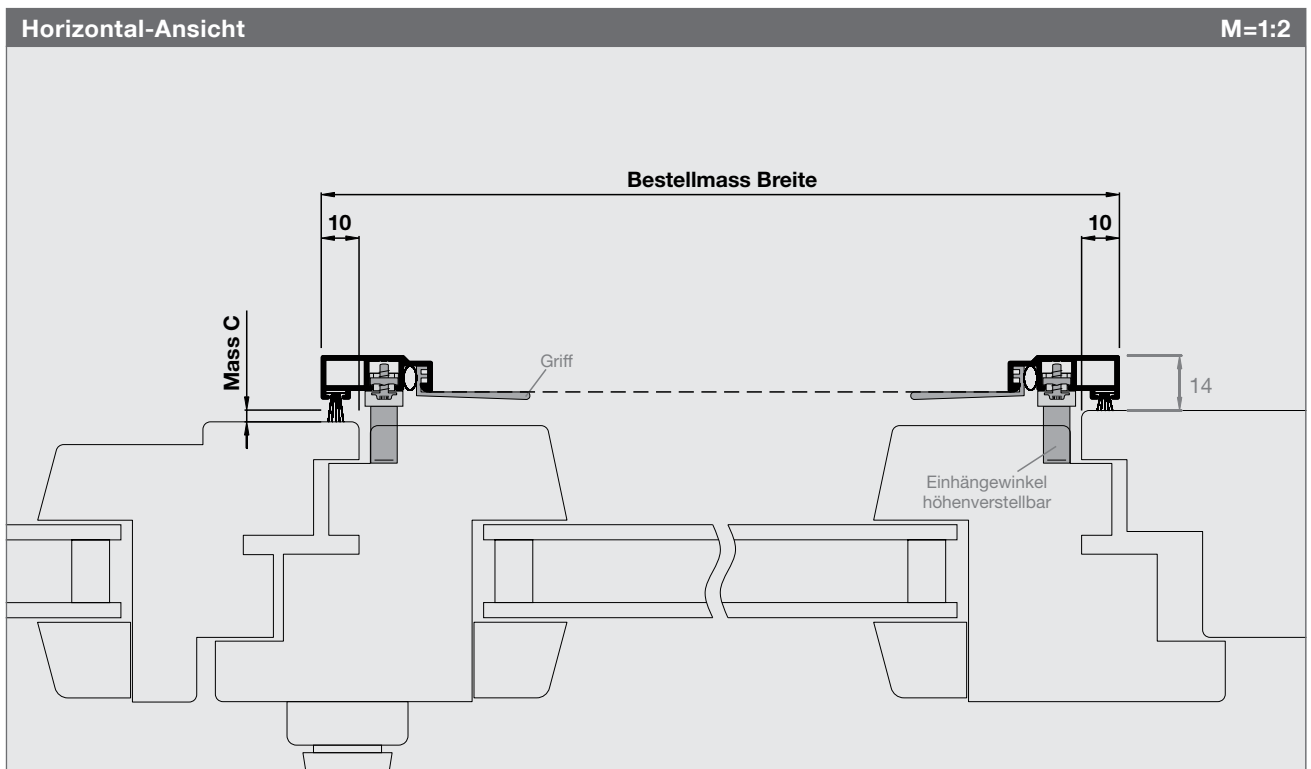 Horizontal-Ansicht M=1:2
Bestellmass Breite
10 10
Mass C
Griff
14
Einhängewinkel
höhenverstellbar